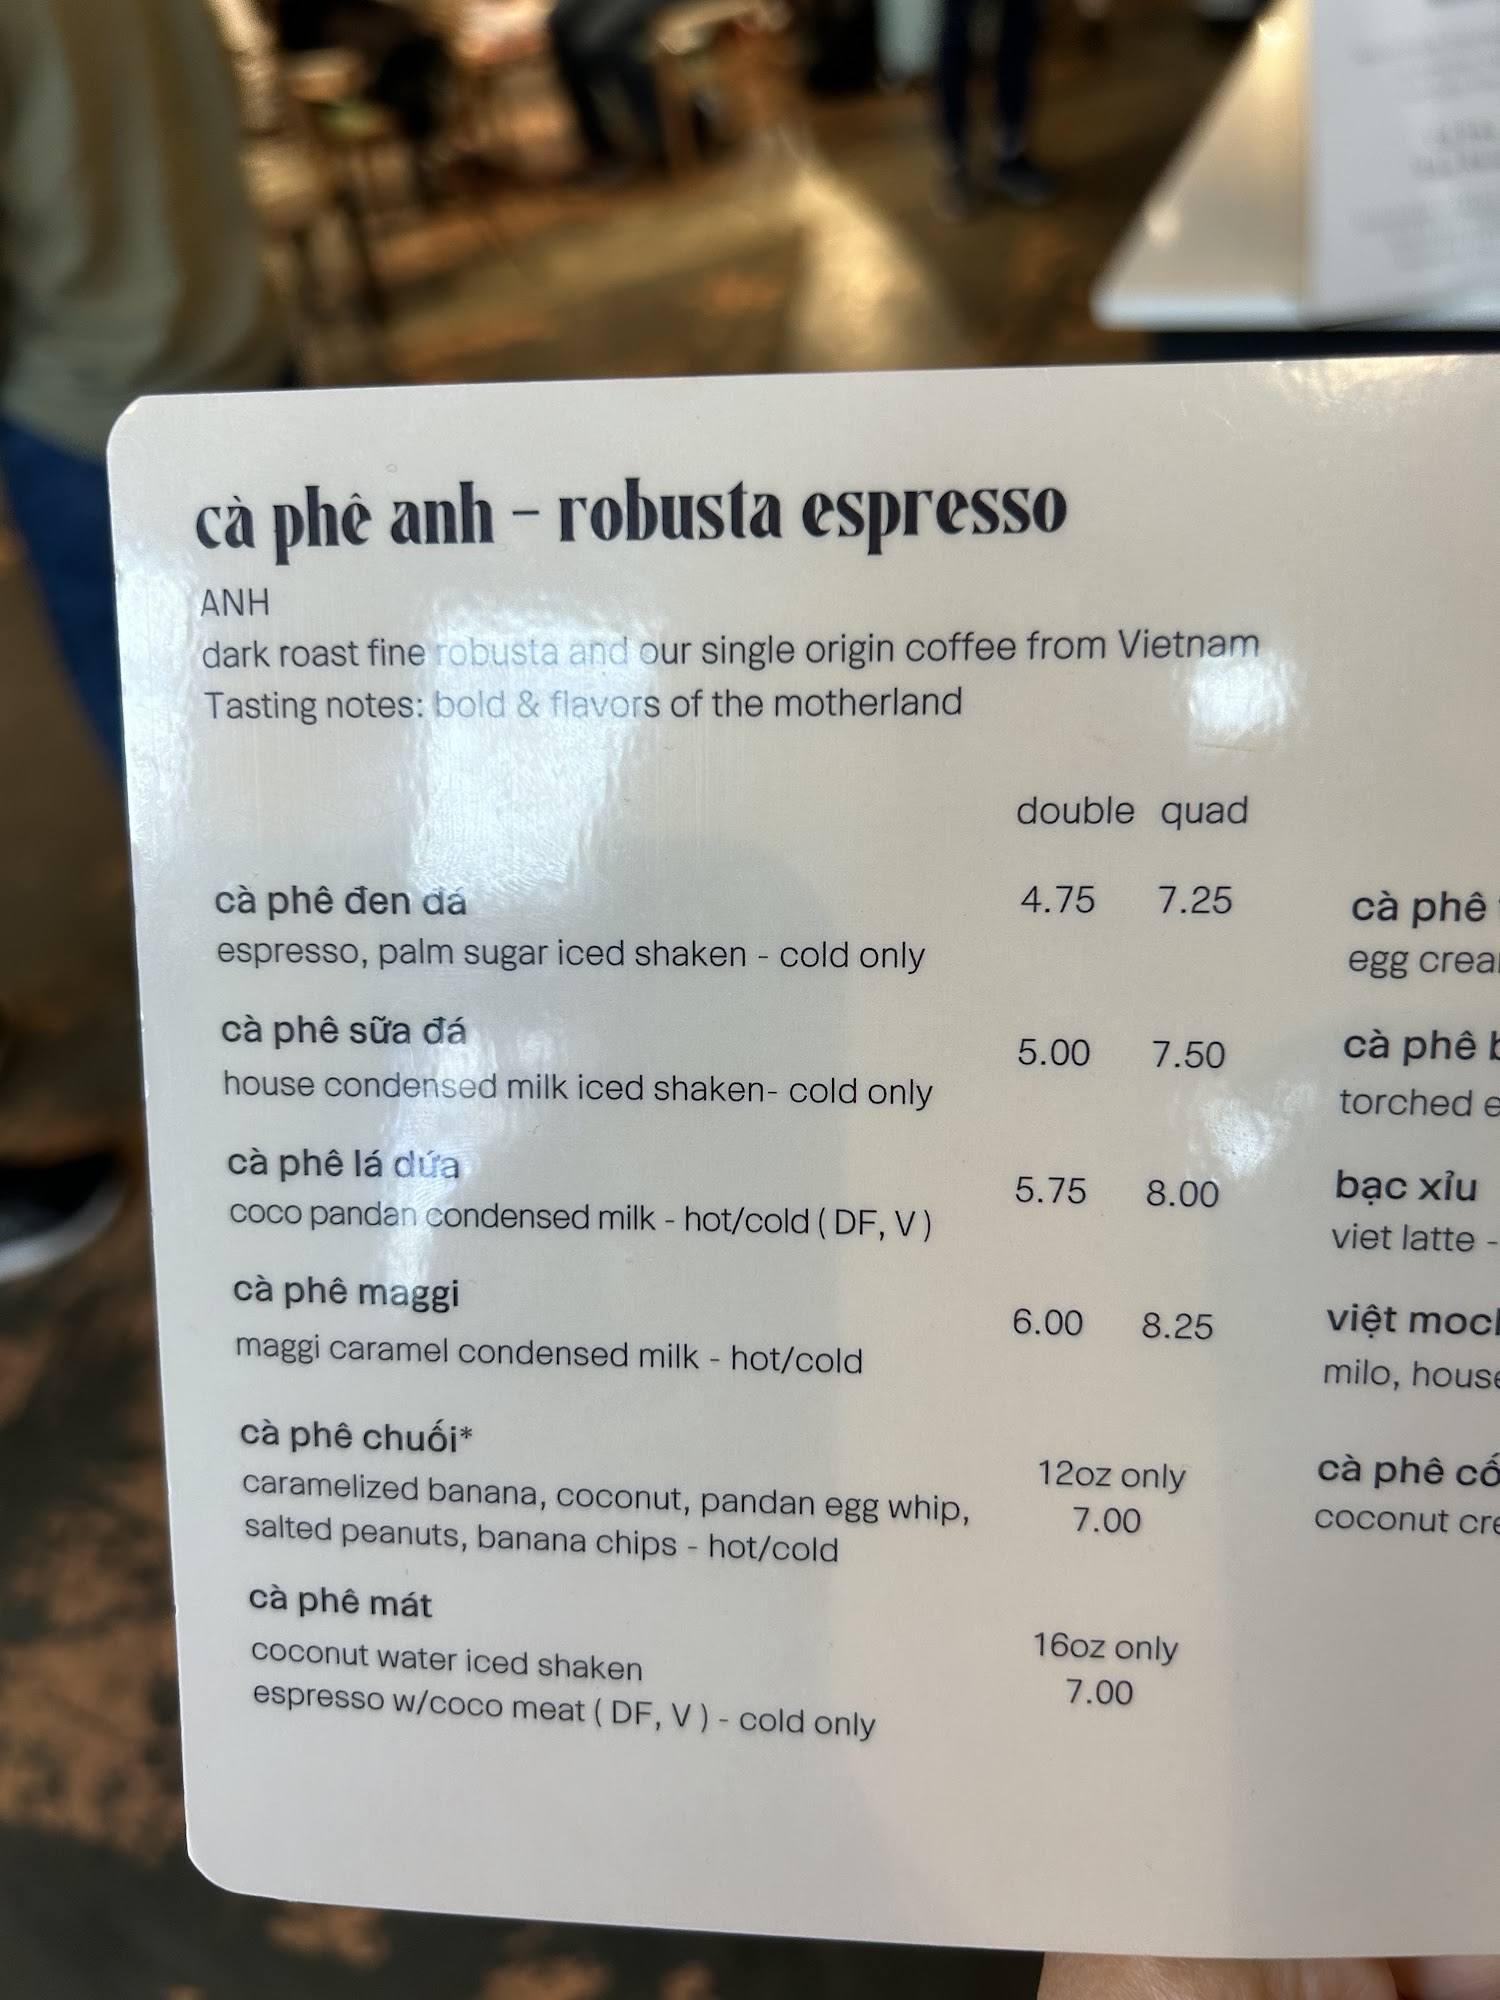 cà phê anh - robusta espresso
ANH
dark roast fine robusta and our single origin coffee from Vietnam
Tasting notes: bold & flavors of the motherland
double quad
cà phê đen đá 4.75 7.25
espresso, palm sugar iced shaken - cold only
cà phê sữa đá 5.00 7.50
house condensed milk iced shaken- cold only
cà phê lá dứa 5.75 8.00
coco pandan condensed milk - hot/cold ( DF, V )
cà phê maggi 6.00 8.25
maggi caramel condensed milk - hot/cold
cà phê chuối*
caramelized banana, coconut, pandan egg whip,
salted peanuts, banana chips - hot/cold
12oz only
7.00
cà phê mát
coconut water iced shaken
espresso w/coco meat ( DF, V ) - cold only
16oz only
7.00
cà phê
egg
cà phê
torched
bạc xỉu
viet latte -
việt
milo,
cà phê
coconut